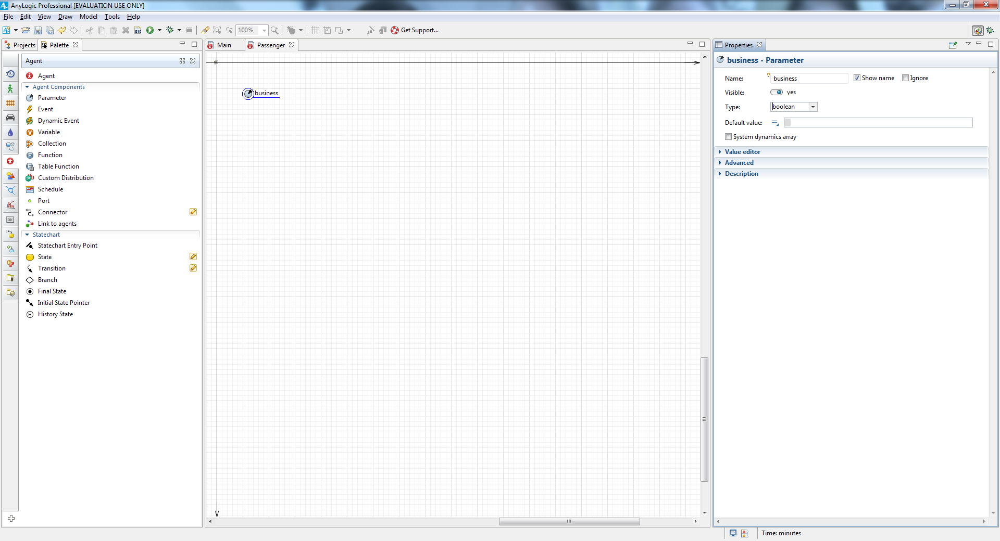 AnyLogic Professional [EVALUATION USE ONLY]
File Edit View Draw Model Tools Help
100% Get Support...
Projects Palette
Agent
Agent
Agent Components
Parameter
Event
Dynamic Event
Variable
Collection
Function
Table Function
Custom Distribution
Schedule
Port
Connector
Link to agents
Statechart
Statechart Entry Point
State
Transition
Branch
Final State
Initial State Pointer
History State
OK
Main Passenger
business
Properties
business - Parameter
Name: business Show name Ignore
Visible: yes
Type: boolean
Default value:
System dynamics array
Value editor
Advanced
Description
Time: minutes